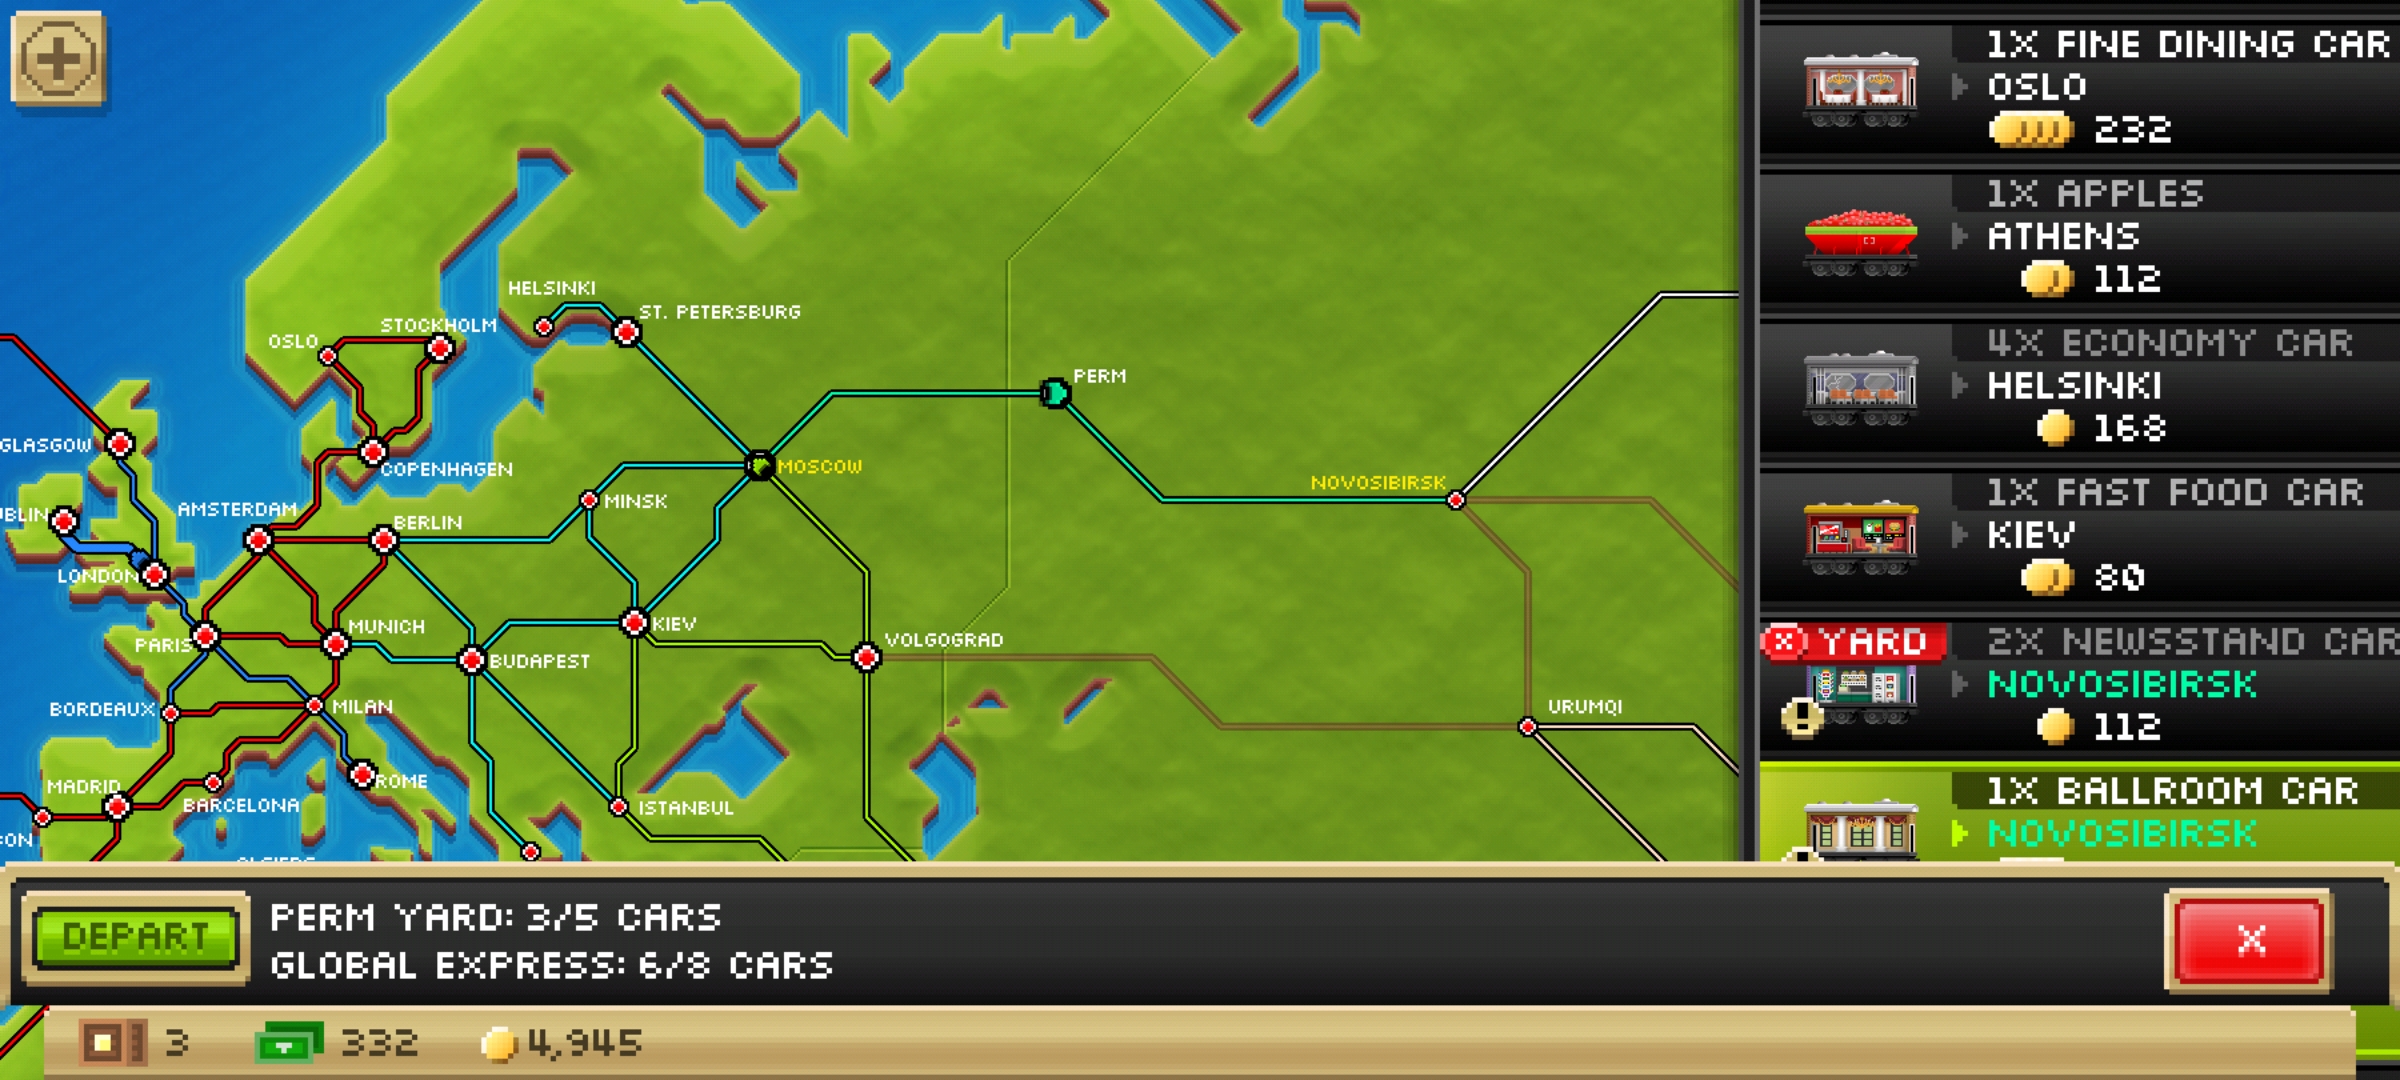 HELSINKI
ST. PETERSBURG
STOCKHOLM
OSLO
PERM
GLASGOW
COPENHAGEN
MOSCOW
NOVOSIBIRSK
MINSK
AMSTERDAM
BERLIN
LONDON
PARIS
MUNICH
KIEV
VOLGOGRAD
BUDAPEST
BORDEAUX
MILAN
URUMQI
MADRID
ROME
BARCELONA
ISTANBUL
1X FINE DINING CAR
OSLO
232
1X APPLES
ATHENS
112
4X ECONOMY CAR
HELSINKI
168
1X FAST FOOD CAR
KIEV
80
X YARD
2X NEWSSTAND CAR
NOVOSIBIRSK
112
1X BALLROOM CAR
NOVOSIBIRSK
DEPART
PERM YARD: 3/5 CARS
GLOBAL EXPRESS: 6/8 CARS
X
3
332
4,945